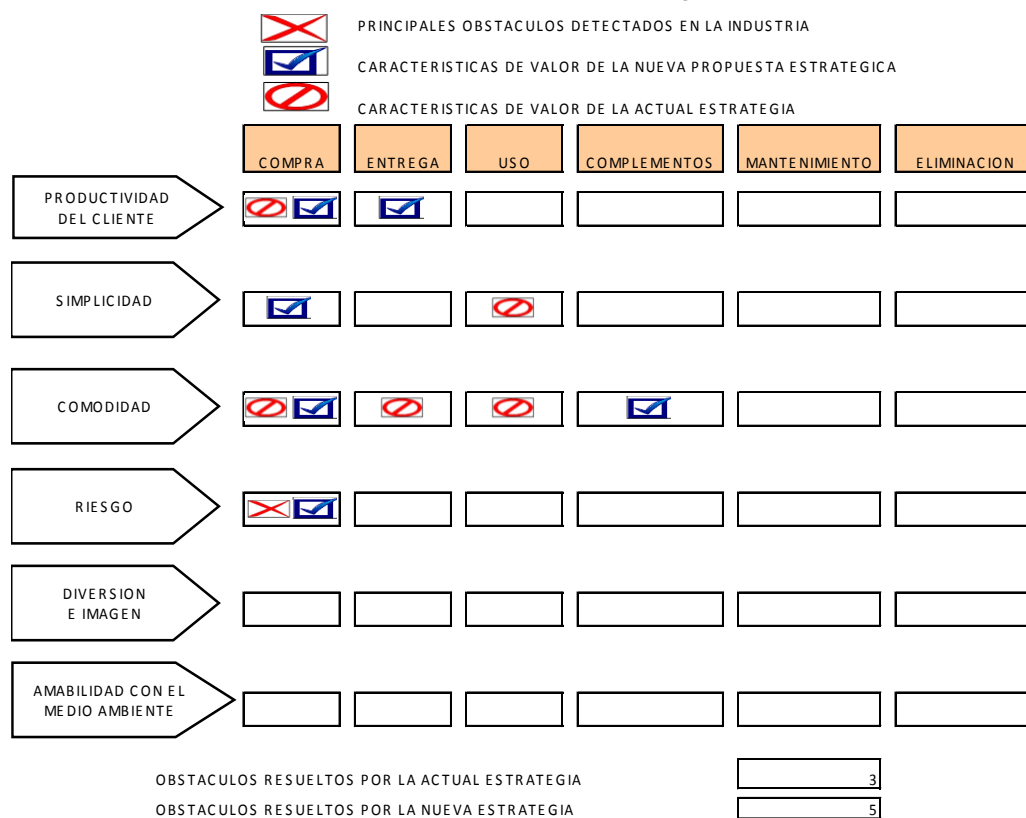 PRINCIPALES OBSTACULOS DETECTADOS EN LA INDUSTRIA
CARACTERISTICAS DE VALOR DE LA NUEVA PROPUESTA ESTRATEGICA
CARACTERISTICAS DE VALOR DE LA ACTUAL ESTRATEGIA
COMPRA ENTREGA USO COMPLEMENTOS MANTENIMIENTO ELIMINACION
PRODUCTIVIDAD
DEL CLIENTE
SIMPLICIDAD
COMODIDAD
RIESGO
DIVERSION
E IMAGEN
AMABILIDAD CON EL
MEDIO AMBIENTE
OBSTACULOS RESUELTOS POR LA ACTUAL ESTRATEGIA 3
OBSTACULOS RESUELTOS POR LA NUEVA ESTRATEGIA 5